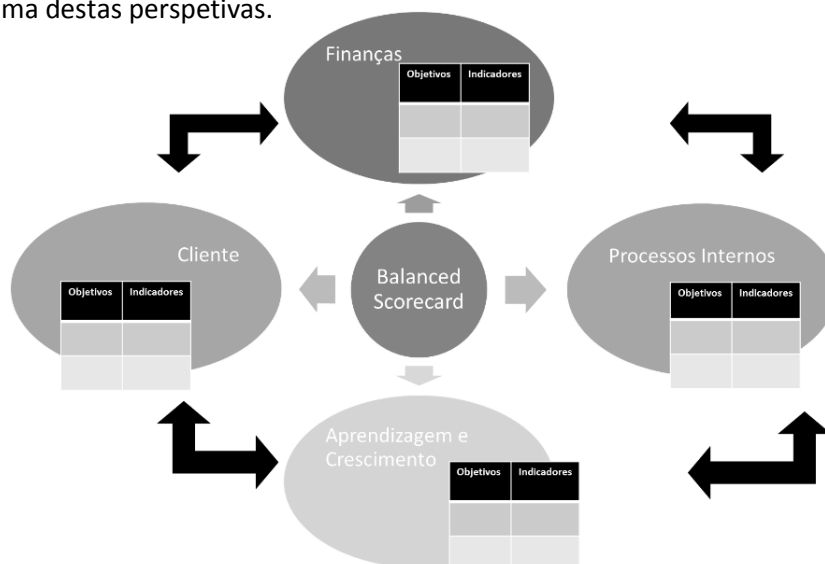 ma destas perspetivas.
Finanças
Objetivos Indicadores
Cliente
Objetivos Indicadores
Balanced
Scorecard
Processos Internos
Objetivos Indicadores
Aprendizagem e
Crescimento
Objetivos Indicadores